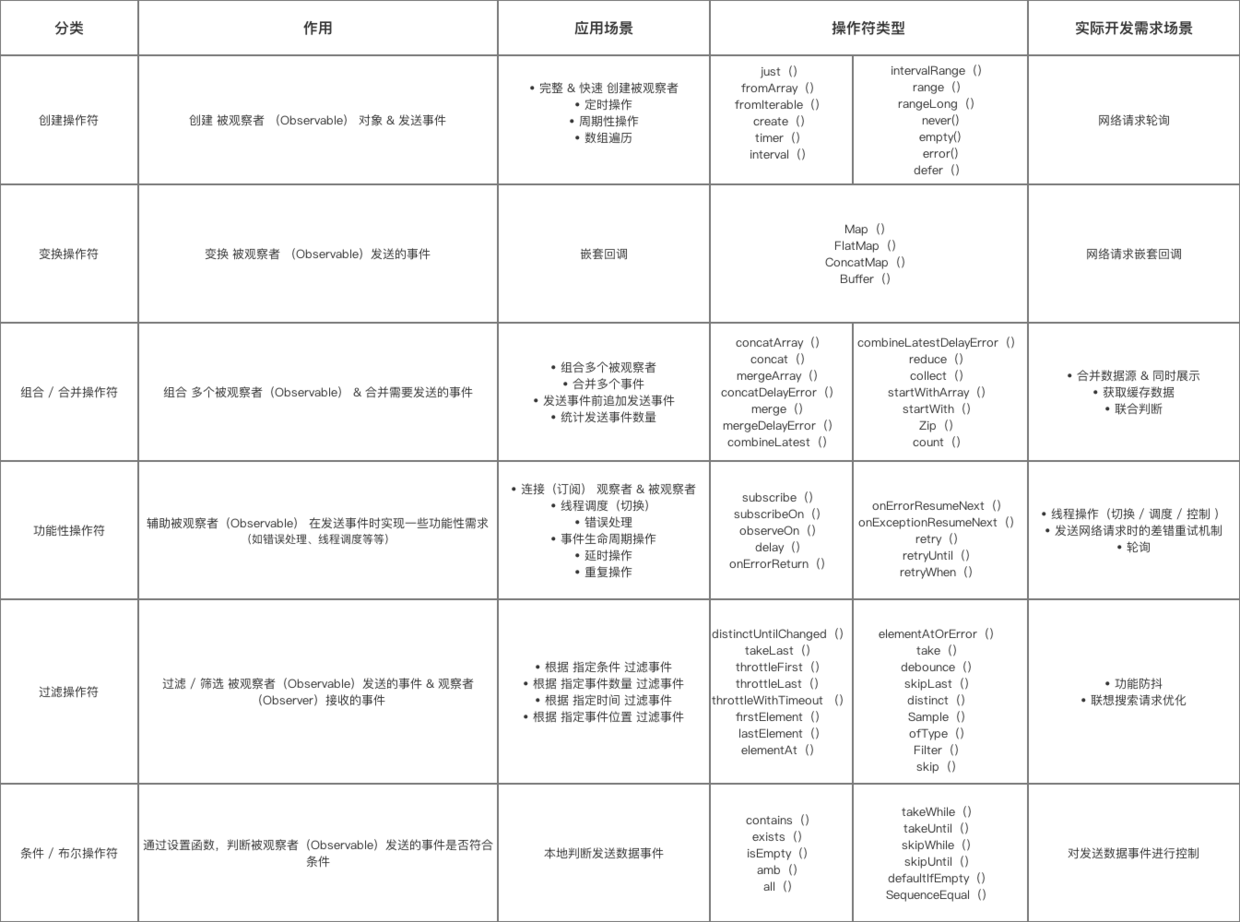 分类
作用
应用场景
操作符类型
实际开发需求场景
创建操作符
创建 被观察者 （Observable） 对象 & 发送事件
• 完整 & 快速 创建被观察者
• 定时操作
• 周期性操作
• 数组遍历
just（）
fromArray（）
fromIterable（）
create（）
timer（）
interval（）
intervalRange（）
range（）
rangeLong（）
never()
empty()
error()
defer（）
网络请求轮询
变换操作符
变换 被观察者 （Observable）发送的事件
嵌套回调
Map（）
FlatMap（）
ConcatMap（）
Buffer（）
网络请求嵌套回调
组合 / 合并操作符
组合 多个被观察者（Observable） & 合并需要发送的事件
• 组合多个被观察者
• 合并多个事件
• 发送事件前追加发送事件
• 统计发送事件数量
concatArray（）
concat（）
mergeArray（）
concatDelayError（）
merge（）
mergeDelayError（）
combineLatest（）
combineLatestDelayError（）
reduce（）
collect（）
startWithArray（）
startWith（）
Zip（）
count（）
• 合并数据源 & 同时展示
• 获取缓存数据
• 联合判断
功能性操作符
辅助被观察者（Observable） 在发送事件时实现一些功能性需求
（如错误处理、线程调度等等）
• 连接（订阅） 观察者 & 被观察者
• 线程调度（切换）
• 错误处理
• 事件生命周期操作
• 延时操作
• 重复操作
subscribe（）
subscribeOn（）
observeOn（）
delay（）
onErrorReturn（）
onErrorResumeNext（）
onExceptionResumeNext（）
retry（）
retryUntil（）
retryWhen（）
• 线程操作（切换 / 调度 / 控制 ）
• 发送网络请求时的差错重试机制
• 轮询
过滤操作符
过滤 / 筛选 被观察者（Observable）发送的事件 & 观察者
（Observer）接收的事件
• 根据 指定条件 过滤事件
• 根据 指定事件数量 过滤事件
• 根据 指定时间 过滤事件
• 根据 指定事件位置 过滤事件
distinctUntilChanged（）
takeLast（）
throttleFirst（）
throttleLast（）
throttleWithTimeout （）
firstElement（）
lastElement（）
elementAt（）
elementAtOrError（）
take（）
debounce（）
skipLast（）
distinct（）
Sample（）
ofType（）
Filter（）
skip（）
• 功能防抖
• 联想搜索请求优化
条件 / 布尔操作符
通过设置函数，判断被观察者（Observable）发送的事件是否符合
条件
本地判断发送数据事件
contains（）
exists（）
isEmpty（）
amb（）
all（）
takeWhile（）
takeUntil（）
skipWhile（）
skipUntil（）
defaultIfEmpty（）
SequenceEqual（）
对发送数据事件进行控制